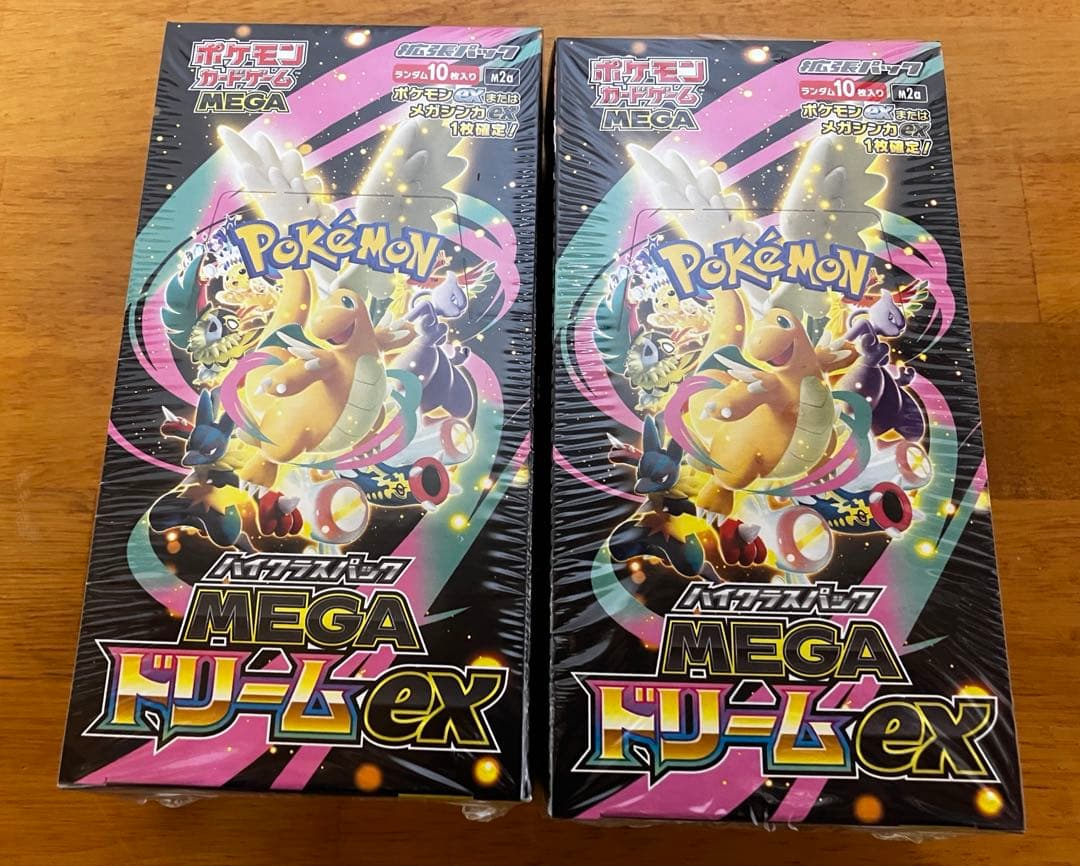 ポケモン
カードゲーム
MEGA
拡張パック
ランダム10枚入り M2a
ポケモンexまたは
メガシンカex
1枚確定！
POKéMON
ハイクラスパック
MEGA
ドリームex
ポケモン
カードゲーム
MEGA
拡張パック
ランダム10枚入り M2a
ポケモンexまたは
メガシンカex
1枚確定！
POKéMON
ハイクラスパック
MEGA
ドリームex